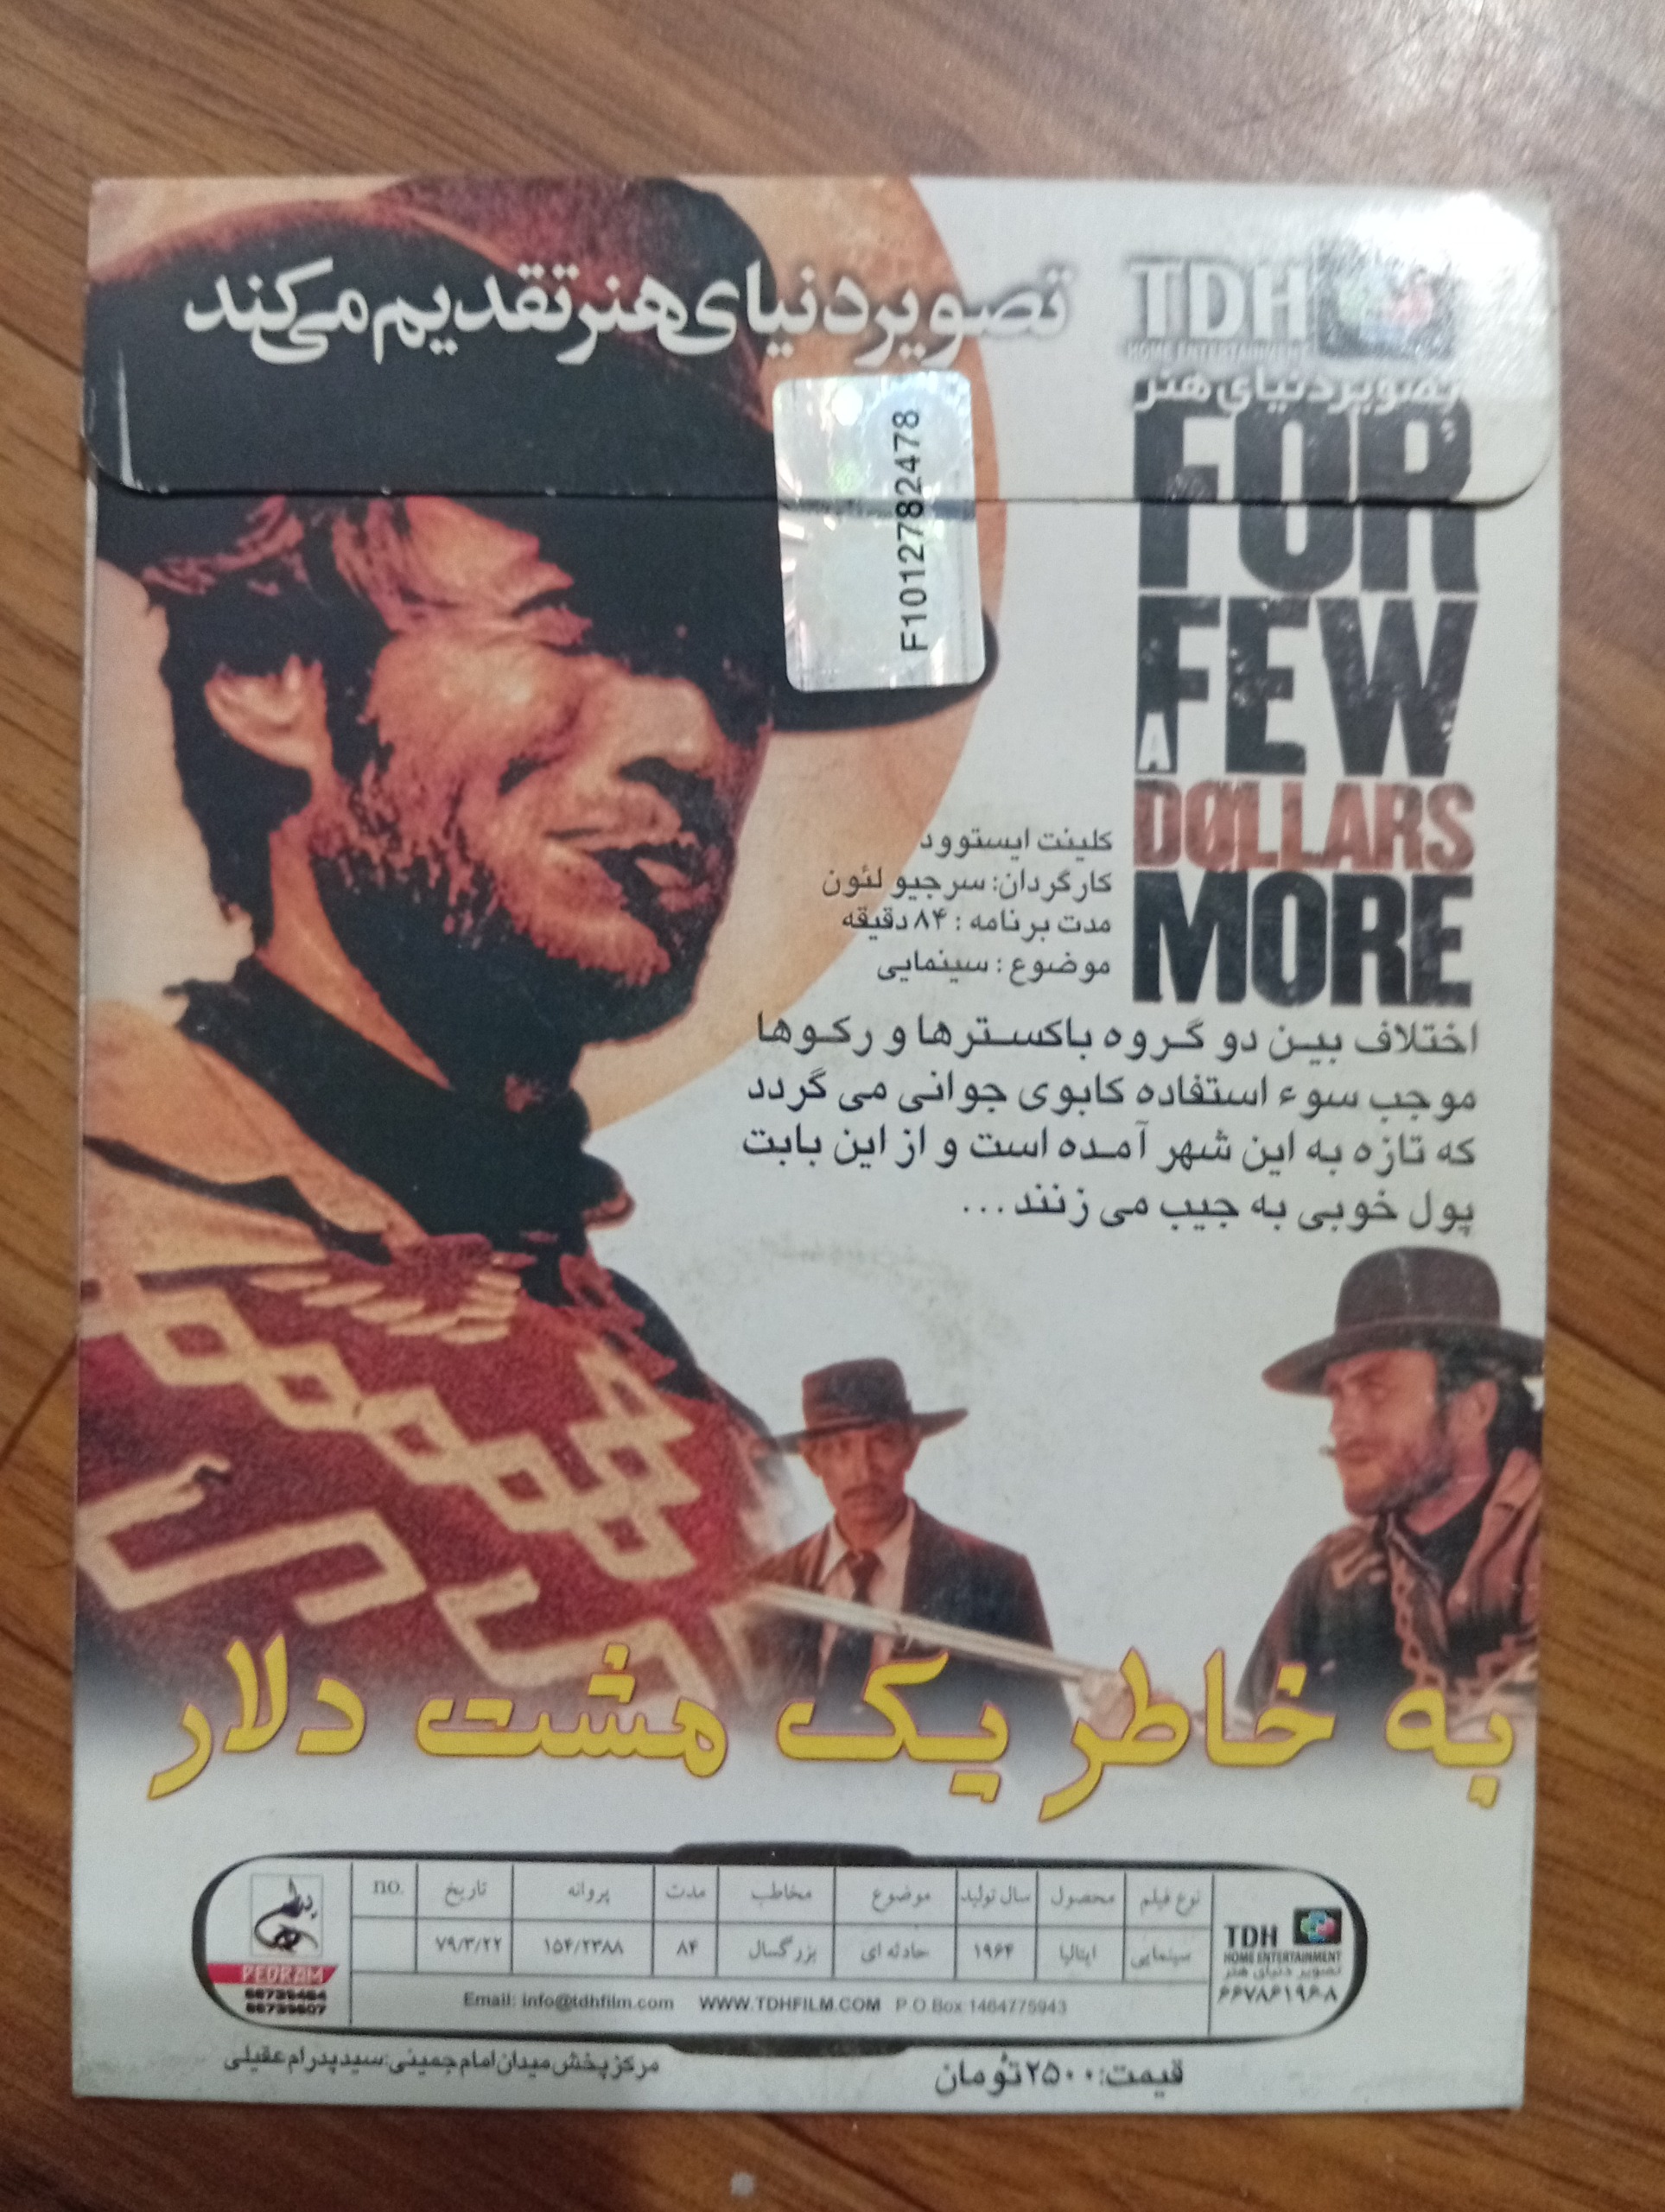 تصویر دنیای هنر تقدیم می‌کند
TDH
HOME ENTERTAINMENT
تصویر دنیای هنر
F1012782478
FOR
A FEW
DOLLARS
MORE
کلینت ایستوود
کارگردان: سرجیو لئون
مدت برنامه : ۸۴ دقیقه
موضوع : سینمایی
اختلاف بین دو گروه باکسترها و رکوها
موجب سوء استفاده کابوی جوانی می گردد
که تازه به این شهر آمده است و از این بابت
پول خوبی به جیب می زنند ...
به خاطر یک مشت دلار
نوع فیلم محصول سال تولید موضوع مخاطب مدت پروانه تاریخ no.
سینمایی ایتالیا ۱۹۶۴ حادثه ای بزرگسال ۸۴ ۱۵۴/۲۳۸۸ ۷۹/۳/۲۲
Email: info@tdhfilm.com WWW.TDHFILM.COM P.O.Box 1464775943
TDH
HOME ENTERTAINMENT
تصویر دنیای هنر
۶۶۷۸۶۱۹۶-۸
پدرام
PEDRAM
66739464
66739607
قیمت: ۲۵۰۰ تومان
مرکز پخش میدان امام خمینی: سید پدرام عقیلی